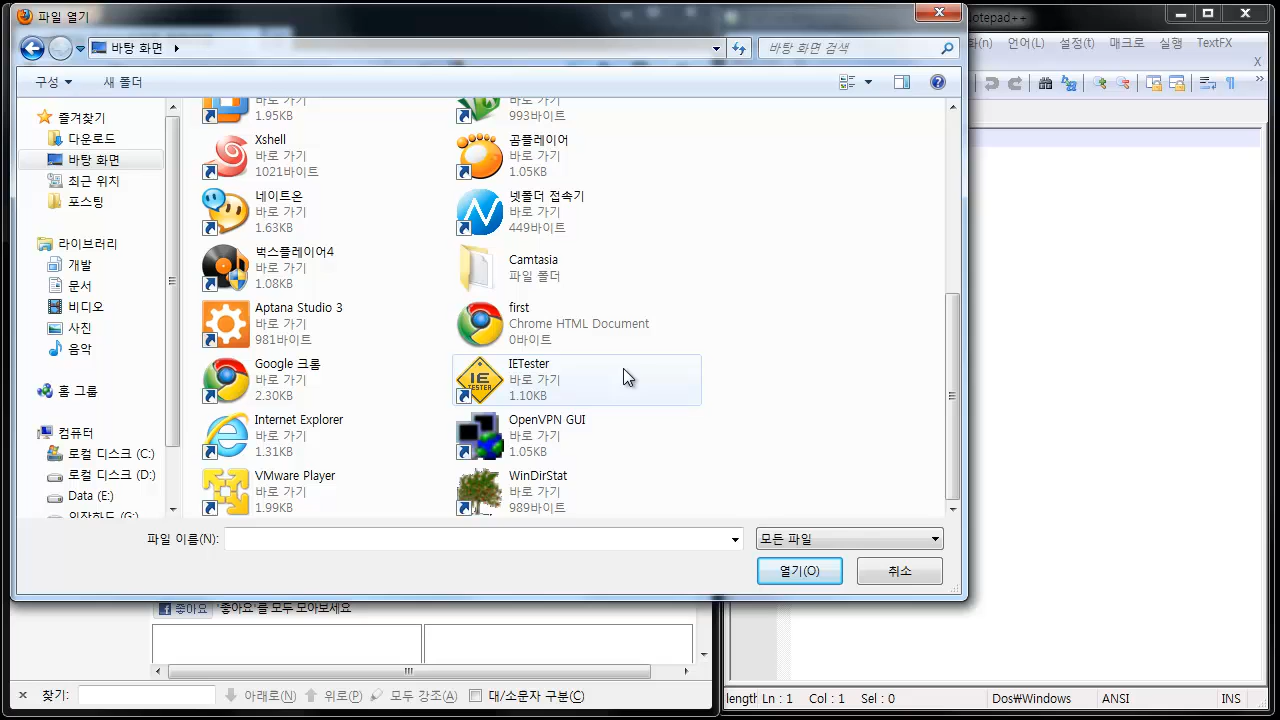 파일 열기
바탕 화면
바탕 화면 검색
구성
새 폴더
즐겨찾기
다운로드
바탕 화면
최근 위치
포스팅
라이브러리
개발
문서
비디오
사진
음악
홈 그룹
컴퓨터
로컬 디스크 (C:)
로컬 디스크 (D:)
Data (E:)
외장하드 (G:)
바로 가기
1.95KB
바로 가기
993바이트
Xshell
바로 가기
1021바이트
곰플레이어
바로 가기
1.05KB
네이트온
바로 가기
1.63KB
넷폴더 접속기
바로 가기
449바이트
벅스플레이어4
바로 가기
1.08KB
Camtasia
파일 폴더
Aptana Studio 3
바로 가기
981바이트
first
Chrome HTML Document
0바이트
Google 크롬
바로 가기
2.30KB
IETester
바로 가기
1.10KB
Internet Explorer
바로 가기
1.31KB
OpenVPN GUI
바로 가기
1.05KB
VMware Player
바로 가기
1.99KB
WinDirStat
바로 가기
989바이트
파일 이름(N):
모든 파일
열기(O)
취소
좋아요 '좋아요'를 모두 모아보세요
찾기:
아래로(N)
위로(P)
모두 강조(A)
대/소문자 구분(C)
otepad++
언어(L) 설정(T) 매크로 실행 TextFX
X
length Ln : 1 Col : 1 Sel : 0
Dos\Windows
ANSI
INS